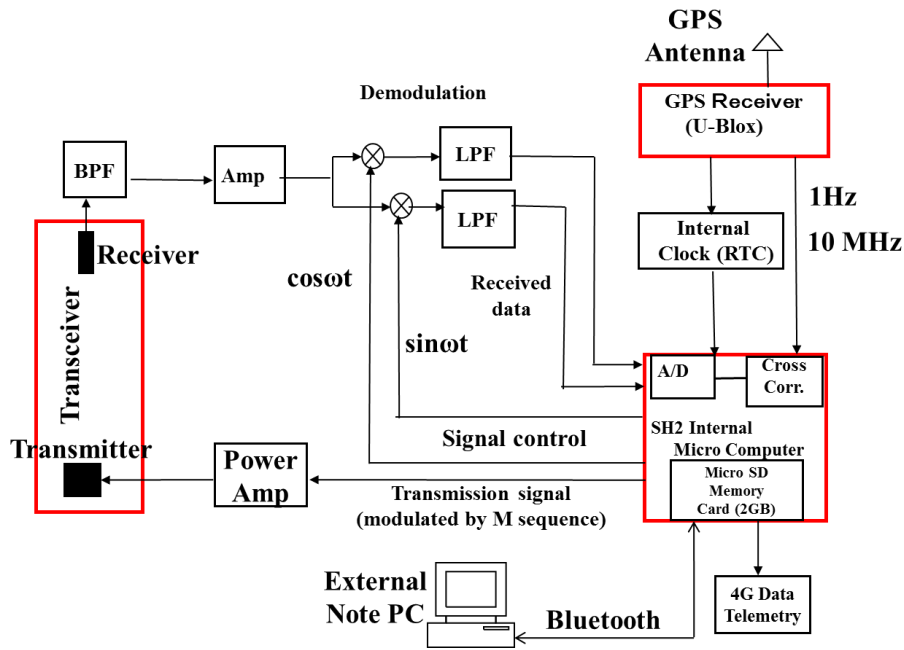 GPS
Antenna
GPS Receiver
(U-Blox)
Demodulation
BPF
Amp
LPF
LPF
1Hz
10 MHz
Internal
Clock (RTC)
Receiver
Transceiver
Transmitter
cosωt
sinωt
Received
data
A/D
Cross
Corr.
SH2 Internal
Micro Computer
Micro SD
Memory
Card (2GB)
Signal control
Power
Amp
Transmission signal
(modulated by M sequence)
External
Note PC
Bluetooth
4G Data
Telemetry